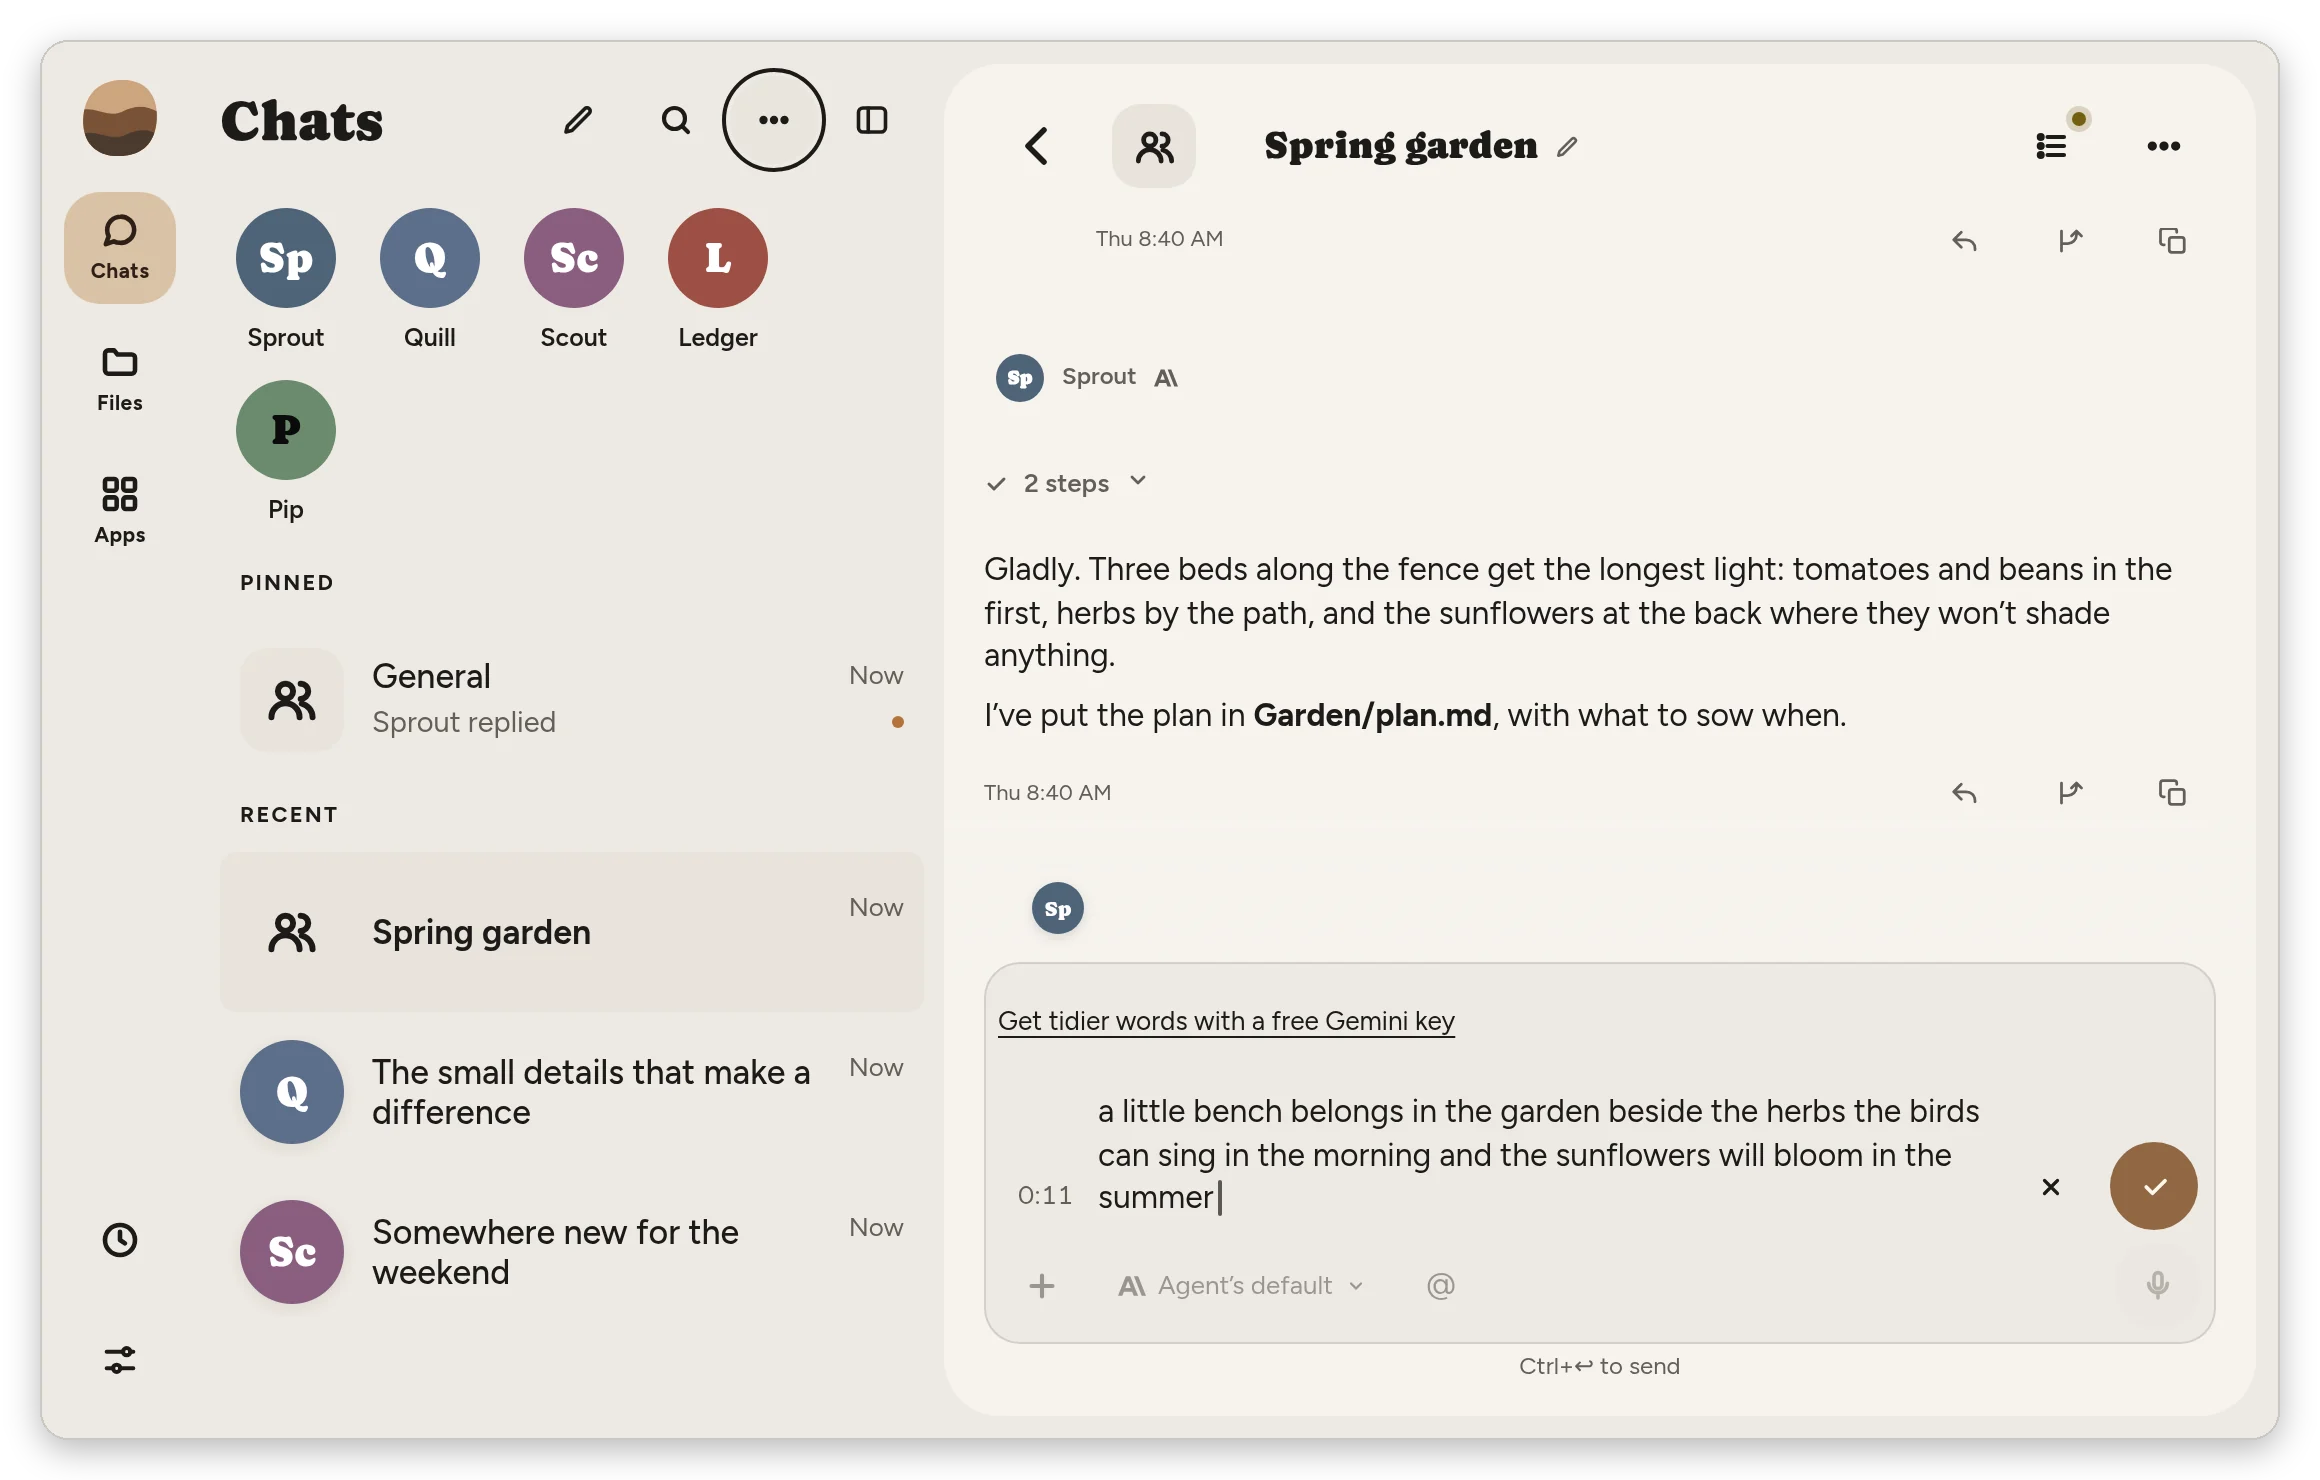 Chats
Chats
Files
Apps
Sp
Sprout
Q
Quill
Sc
Scout
L
Ledger
P
Pip
PINNED
General
Now
Sprout replied
RECENT
Spring garden
Now
Q
The small details that make a
difference
Now
Sc
Somewhere new for the
weekend
Now
Spring garden
Thu 8:40 AM
Sp
Sprout
2 steps
Gladly. Three beds along the fence get the longest light: tomatoes and beans in the
first, herbs by the path, and the sunflowers at the back where they won’t shade
anything.
I’ve put the plan in Garden/plan.md, with what to sow when.
Thu 8:40 AM
Sp
Get tidier words with a free Gemini key
a little bench belongs in the garden beside the herbs the birds
can sing in the morning and the sunflowers will bloom in the
summer
0:11
Agent’s default
@
Ctrl+↩ to send